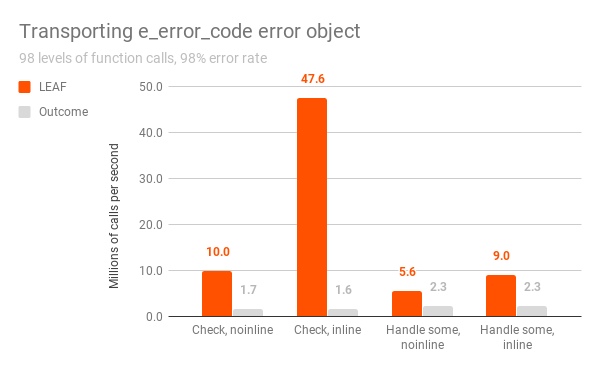 Transporting e_error_code error object
98 levels of function calls, 98% error rate
LEAF
Outcome
Millions of calls per second
50.0
40.0
30.0
20.0
10.0
0.0
10.0
1.7
47.6
1.6
5.6
2.3
9.0
2.3
Check, noinline
Check, inline
Handle some,
noinline
Handle some,
inline